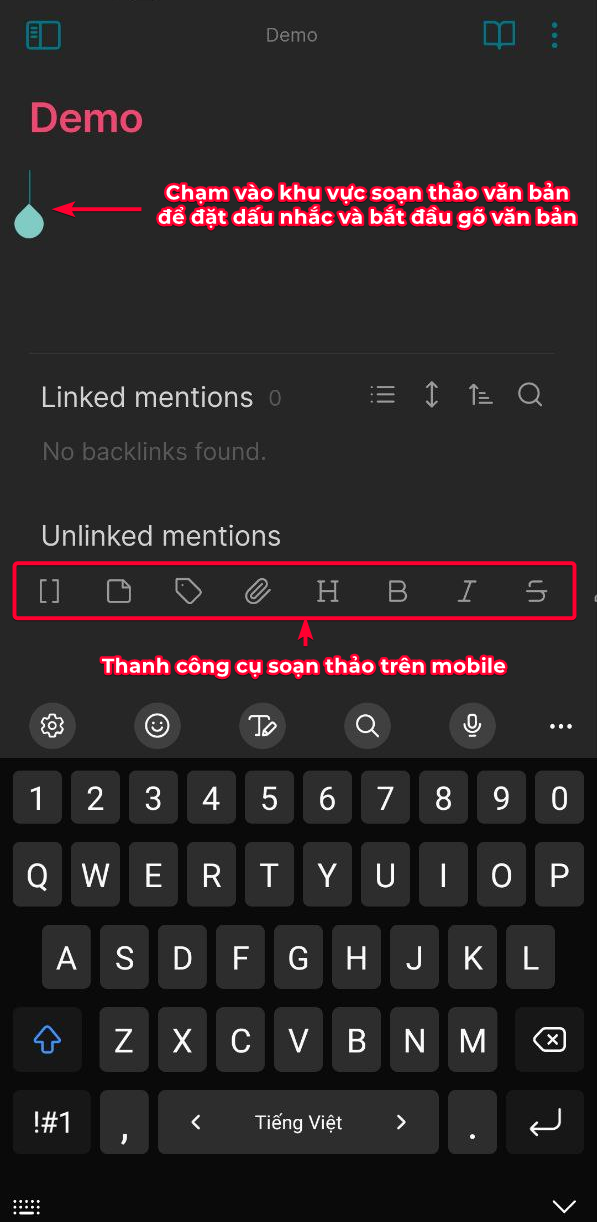 Demo
Demo
Chạm vào khu vực soạn thảo văn bản
để đặt dấu nhắc và bắt đầu gõ văn bản
Linked mentions 0
No backlinks found.
Unlinked mentions
[] H B I S
Thanh công cụ soạn thảo trên mobile
1 2 3 4 5 6 7 8 9 0
Q W E R T Y U I O P
A S D F G H J K L
Z X C V B N M
!#1 , < Tiếng Việt > .